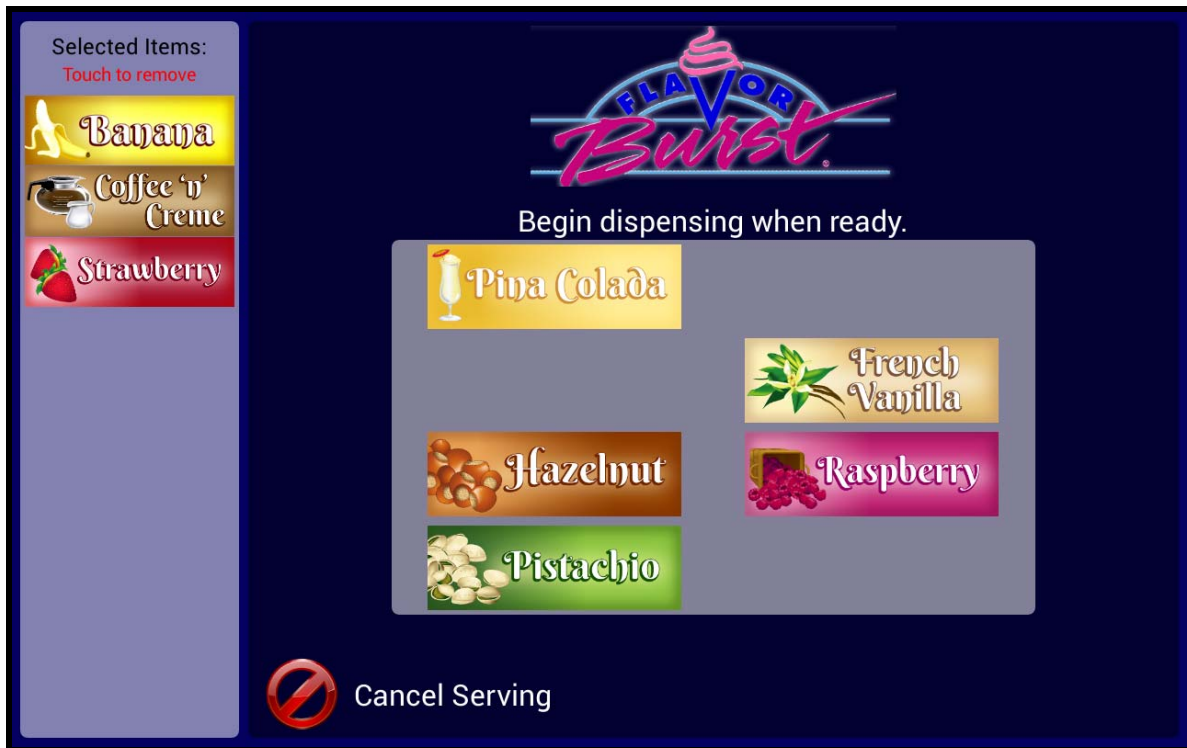 Selected Items:
Touch to remove
Banana
Coffee 'n'
Creme
Strawberry
FLAVOR
Burst.
Begin dispensing when ready.
Pina Colada
French
Vanilla
Hazelnut
Raspberry
Pistachio
Cancel Serving